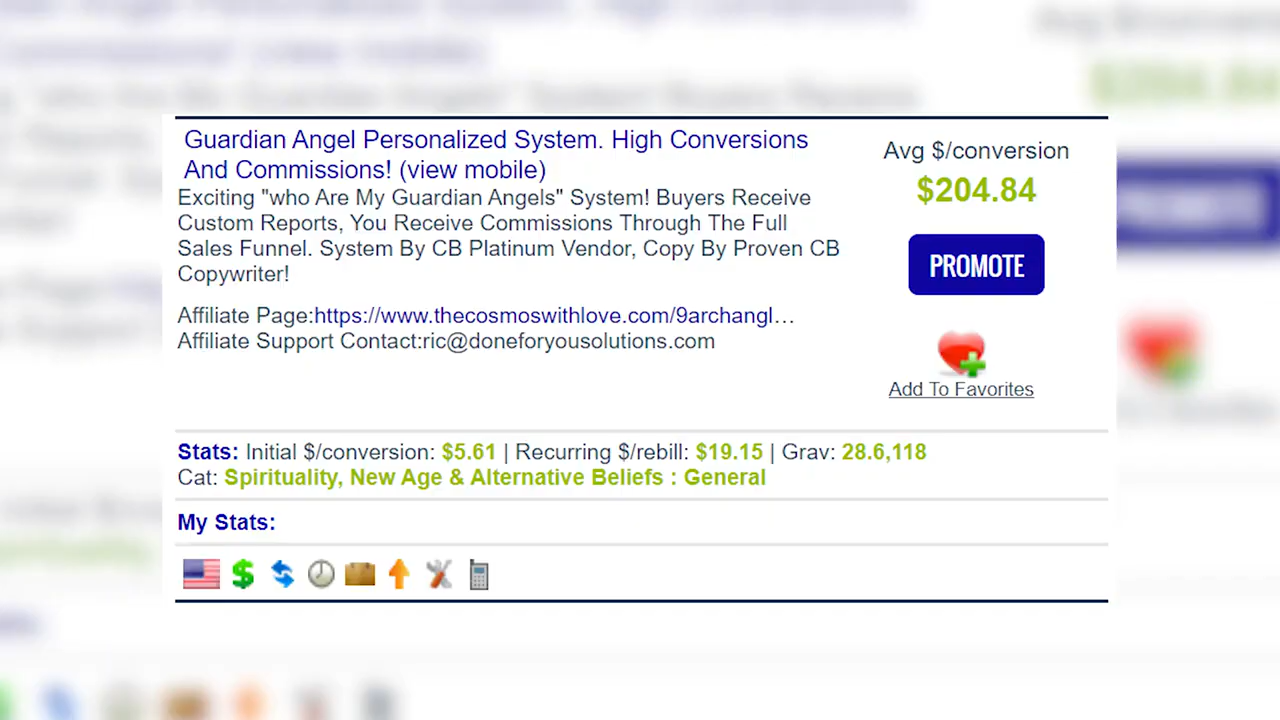 Guardian Angel Personalized System. High Conversions
And Commissions! (view mobile)
Exciting "who Are My Guardian Angels" System! Buyers Receive
Custom Reports, You Receive Commissions Through The Full
Sales Funnel. System By CB Platinum Vendor, Copy By Proven CB
Copywriter!
Affiliate Page:https://www.thecosmoswithlove.com/9archangl...
Affiliate Support Contact:ric@doneforyousolutions.com
Avg $/conversion
$204.84
PROMOTE
Add To Favorites
Stats: Initial $/conversion: $5.61 | Recurring $/rebill: $19.15 | Grav: 28.6,118
Cat: Spirituality, New Age & Alternative Beliefs : General
My Stats: